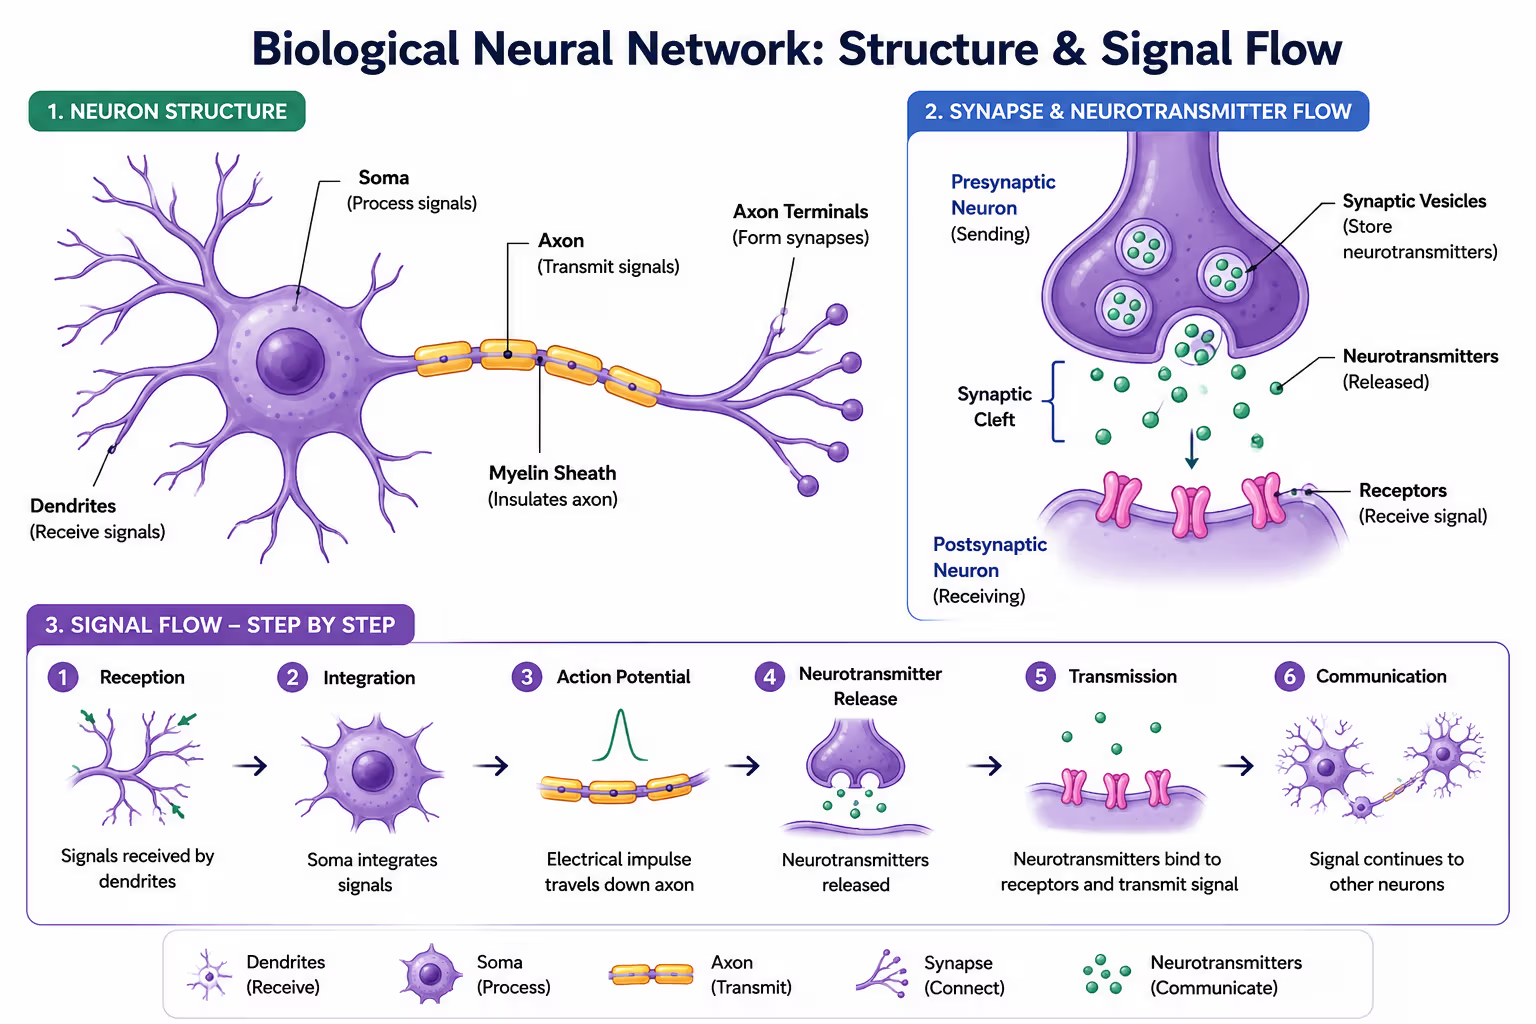 Biological Neural Network: Structure & Signal Flow
1. NEURON STRUCTURE
Soma
(Process signals)
Axon
(Transmit signals)
Axon Terminals
(Form synapses)
Myelin Sheath
(Insulates axon)
Dendrites
(Receive signals)
2. SYNAPSE & NEUROTRANSMITTER FLOW
Presynaptic
Neuron
(Sending)
Synaptic Vesicles
(Store
neurotransmitters)
Neurotransmitters
(Released)
Synaptic
Cleft
Receptors
(Receive signal)
Postsynaptic
Neuron
(Receiving)
3. SIGNAL FLOW – STEP BY STEP
1 Reception
Signals received by
dendrites
2 Integration
Soma integrates
signals
3 Action Potential
Electrical impulse
travels down axon
4 Neurotransmitter
Release
Neurotransmitters
released
5 Transmission
Neurotransmitters bind to
receptors and transmit signal
6 Communication
Signal continues to
other neurons
Dendrites
(Receive)
Soma
(Process)
Axon
(Transmit)
Synapse
(Connect)
Neurotransmitters
(Communicate)